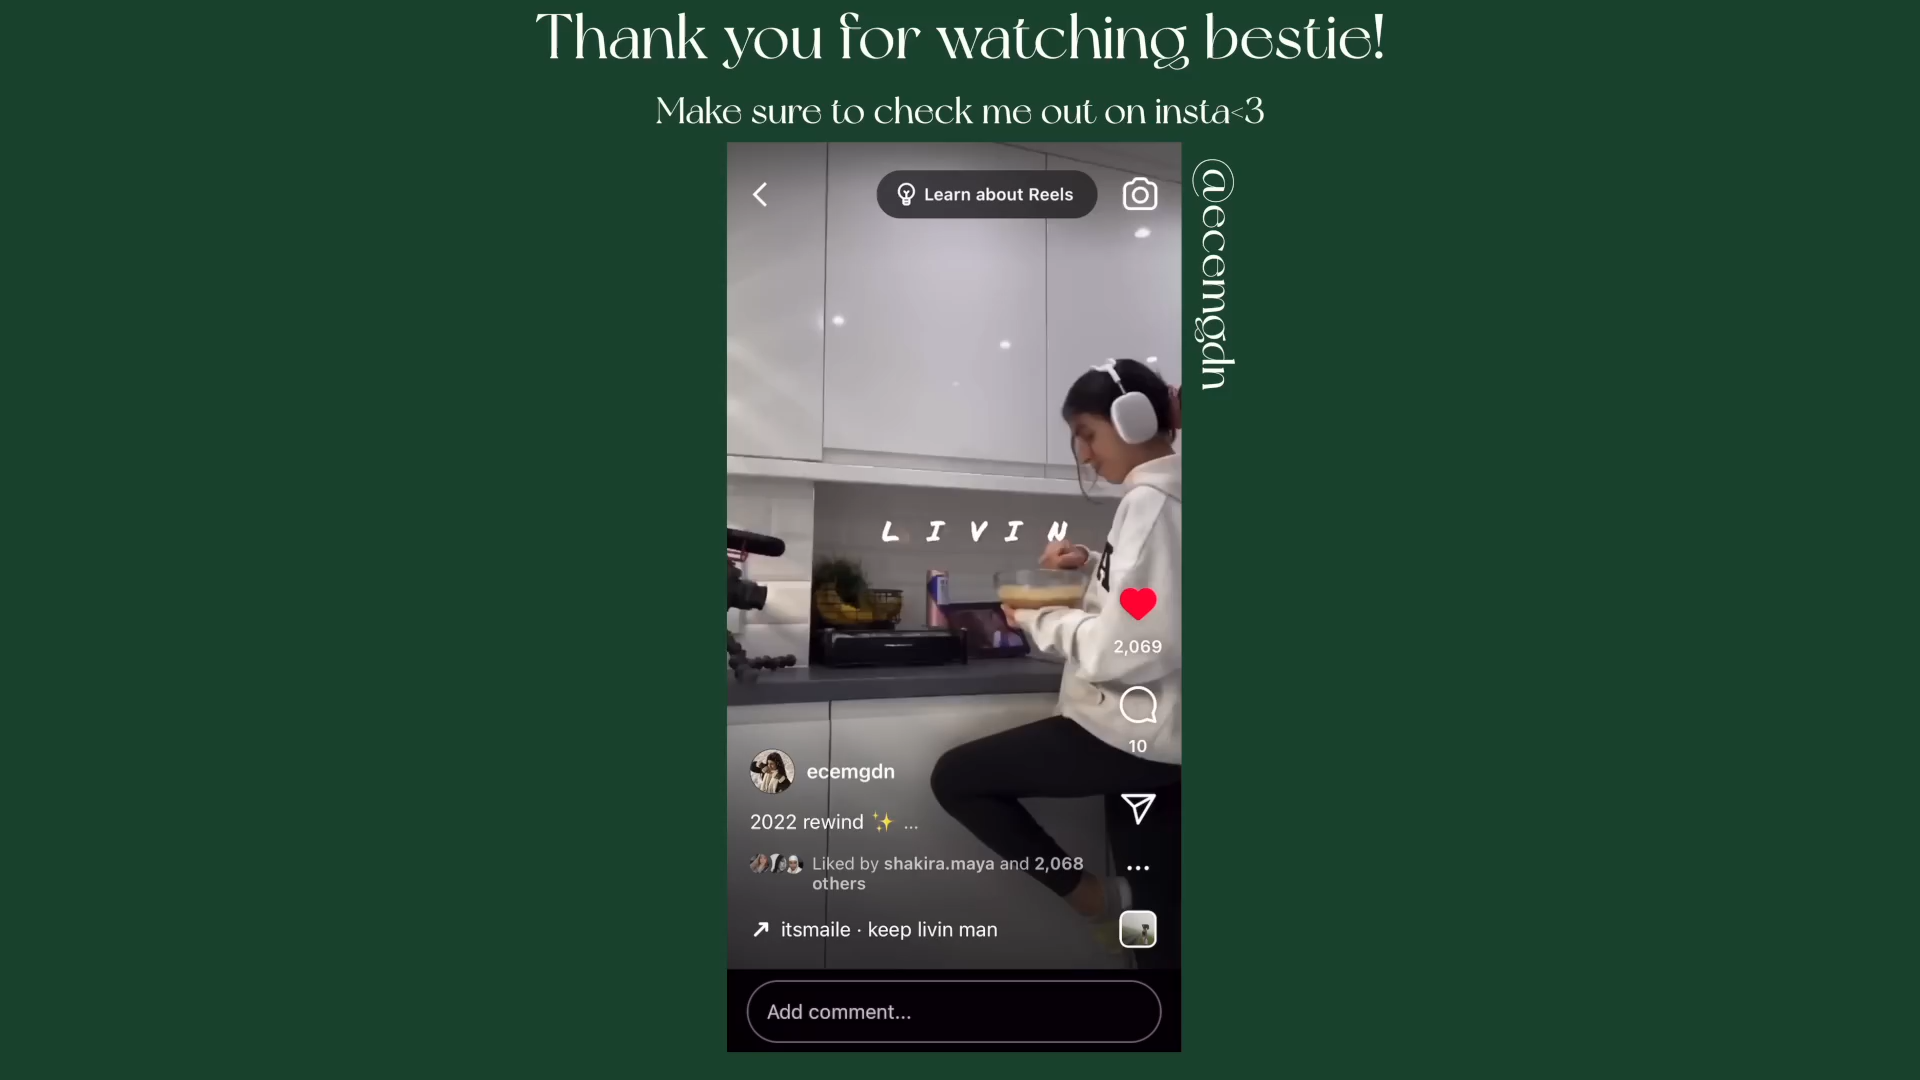 Thank you for watching bestie!
Make sure to check me out on insta<3
@ecemgdn
Learn about Reels
L I V I N
2,069
10
ecemgdn
2022 rewind ✨ ...
Liked by shakira.maya and 2,068
others
itsmaile · keep livin man
Add comment...